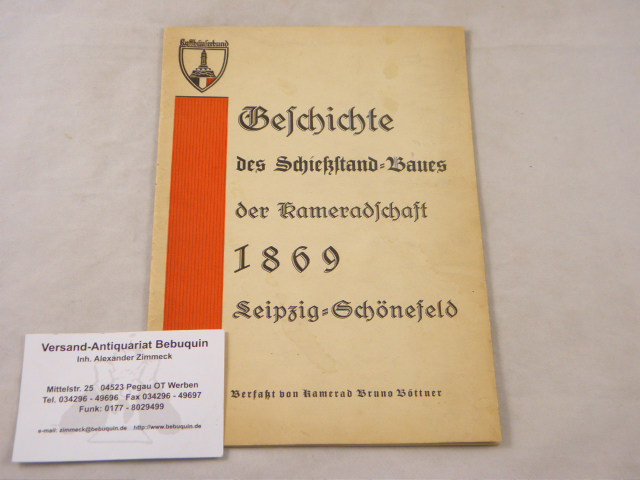 Kyffhäuserbund
Geschichte
des Schießstand-Baues
der Kameradschaft
1869
Leipzig-Schönefeld
Verfaßt von Kamerad Bruno Böttner
Versand-Antiquariat Bebuquin
Inh. Alexander Zimmeck
Mittelstr. 25 04523 Pegau OT Werben
Tel. 034296 - 49696 Fax 034296 - 49697
Funk: 0177 - 8029499
e-mail: zimmeck@bebuquin.de http://www.bebuquin.de